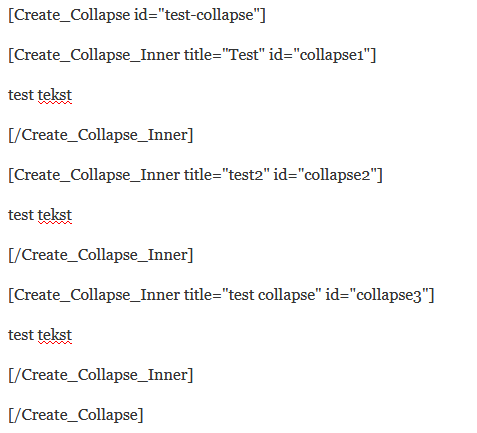 [Create_Collapse id="test-collapse"]
[Create_Collapse_Inner title="Test" id="collapse1"]
test tekst
[/Create_Collapse_Inner]
[Create_Collapse_Inner title="test2" id="collapse2"]
test tekst
[/Create_Collapse_Inner]
[Create_Collapse_Inner title="test collapse" id="collapse3"]
test tekst
[/Create_Collapse_Inner]
[/Create_Collapse]